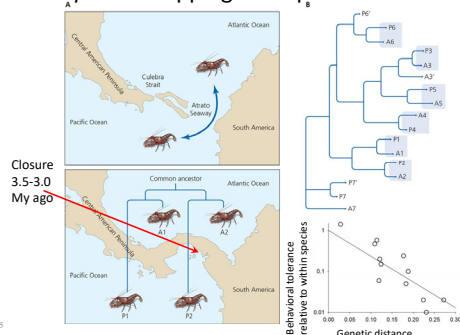 A
Atlantic Ocean
Central American Peninsula
Culebra
Strait
Atrato
Seaway
Pacific Ocean
South America
Closure
3.5-3.0
My ago
Common ancestor
Atlantic Ocean
Central American Peninsula
A1
A2
Pacific Ocean
South America
P1
P2
B
P6'
P6
A6
P3
A3
A3'
P5
A5
A4
P4
P1
A1
P2
A2
P7'
P7
A7
Behavioral tolerance
relative to within species
1
0.1
0.01
0.00
0.05
0.10
0.15
0.20
0.25
Genetic distance